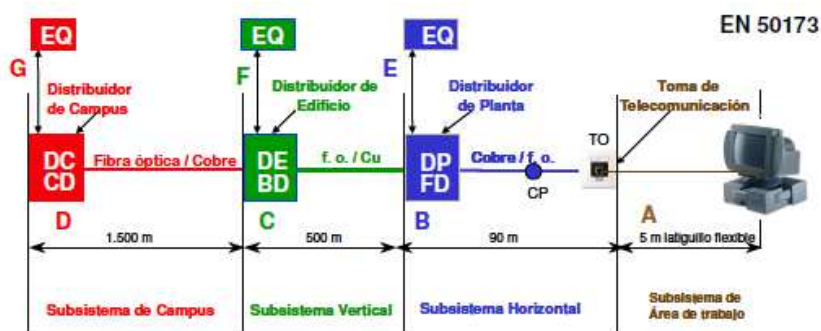 EN 50173
EQ
EQ
EQ
G
F
E
Distribuidor
de Campus
Distribuidor de
Edificio
Distribuidor
de Planta
Toma de
Telecomunicación
TO
DC
CD
Fibra óptica / Cobre
DE
BD
f. o. / Cu
DP
FD
Cobre / f. o.
CP
D
C
B
A
1.500 m
500 m
90 m
5 m latiguillo flexible
Subsistema de Campus
Subsistema Vertical
Subsistema Horizontal
Subsistema de
Área de trabajo